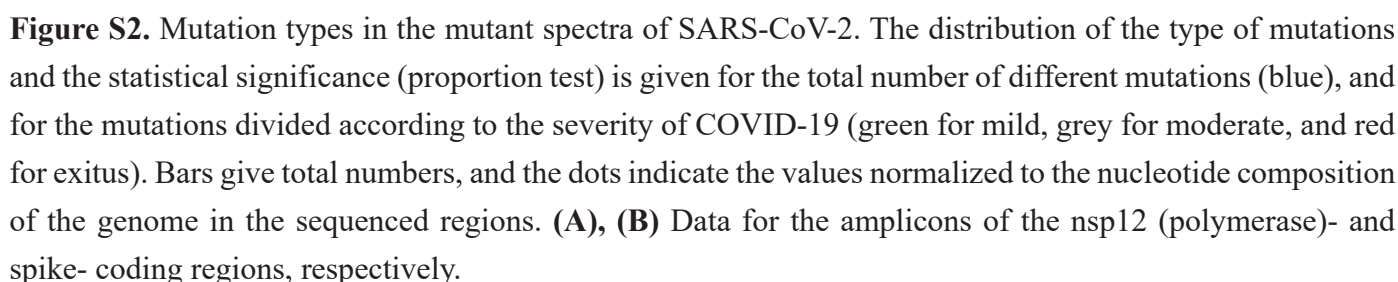 Figure S2. Mutation types in the mutant spectra of SARS-CoV-2. The distribution of the type of mutations
and the statistical significance (proportion test) is given for the total number of different mutations (blue), and
for the mutations divided according to the severity of COVID-19 (green for mild, grey for moderate, and red
for exitus). Bars give total numbers, and the dots indicate the values normalized to the nucleotide composition
of the genome in the sequenced regions. (A), (B) Data for the amplicons of the nsp12 (polymerase)- and
spike- coding regions, respectively.